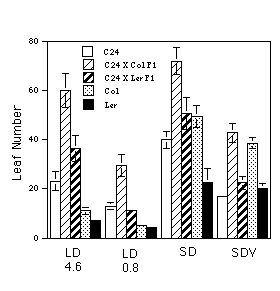 80
60
40
20
0
Leaf Number
C24
C24 X Col F1
C24 X Ler F1
Col
Ler
LD LD SD SDV
4.6 0.8